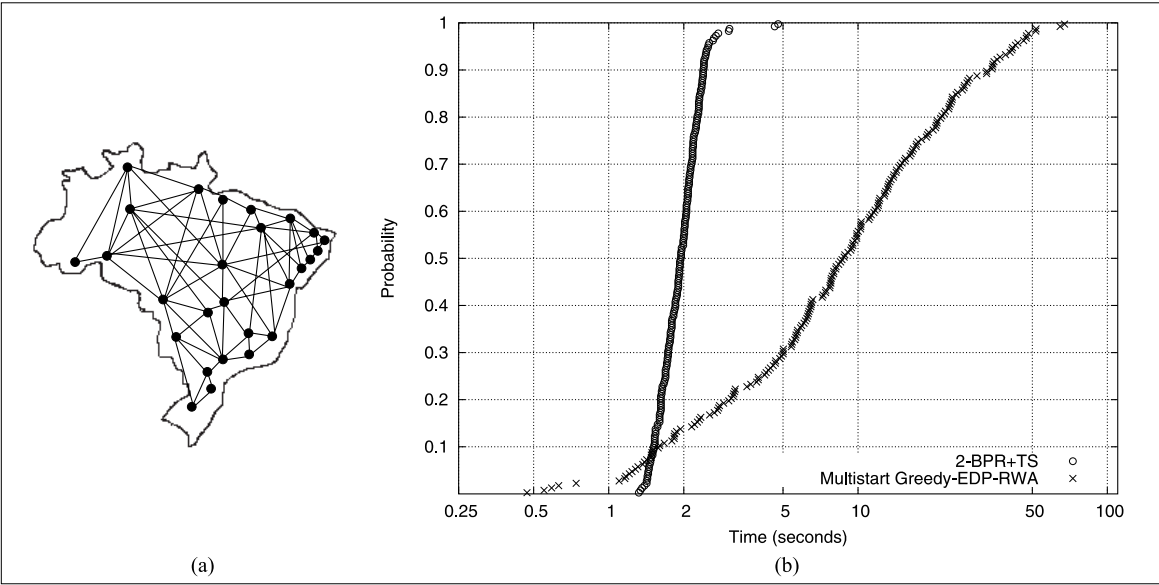 1
0.9
0.8
0.7
0.6
0.5
0.4
0.3
0.2
0.1
Probability
2-BPR+TS
Multistart Greedy-EDP-RWA
0.25 0.5 1 2 5 10 50 100
Time (seconds)
(a) (b)